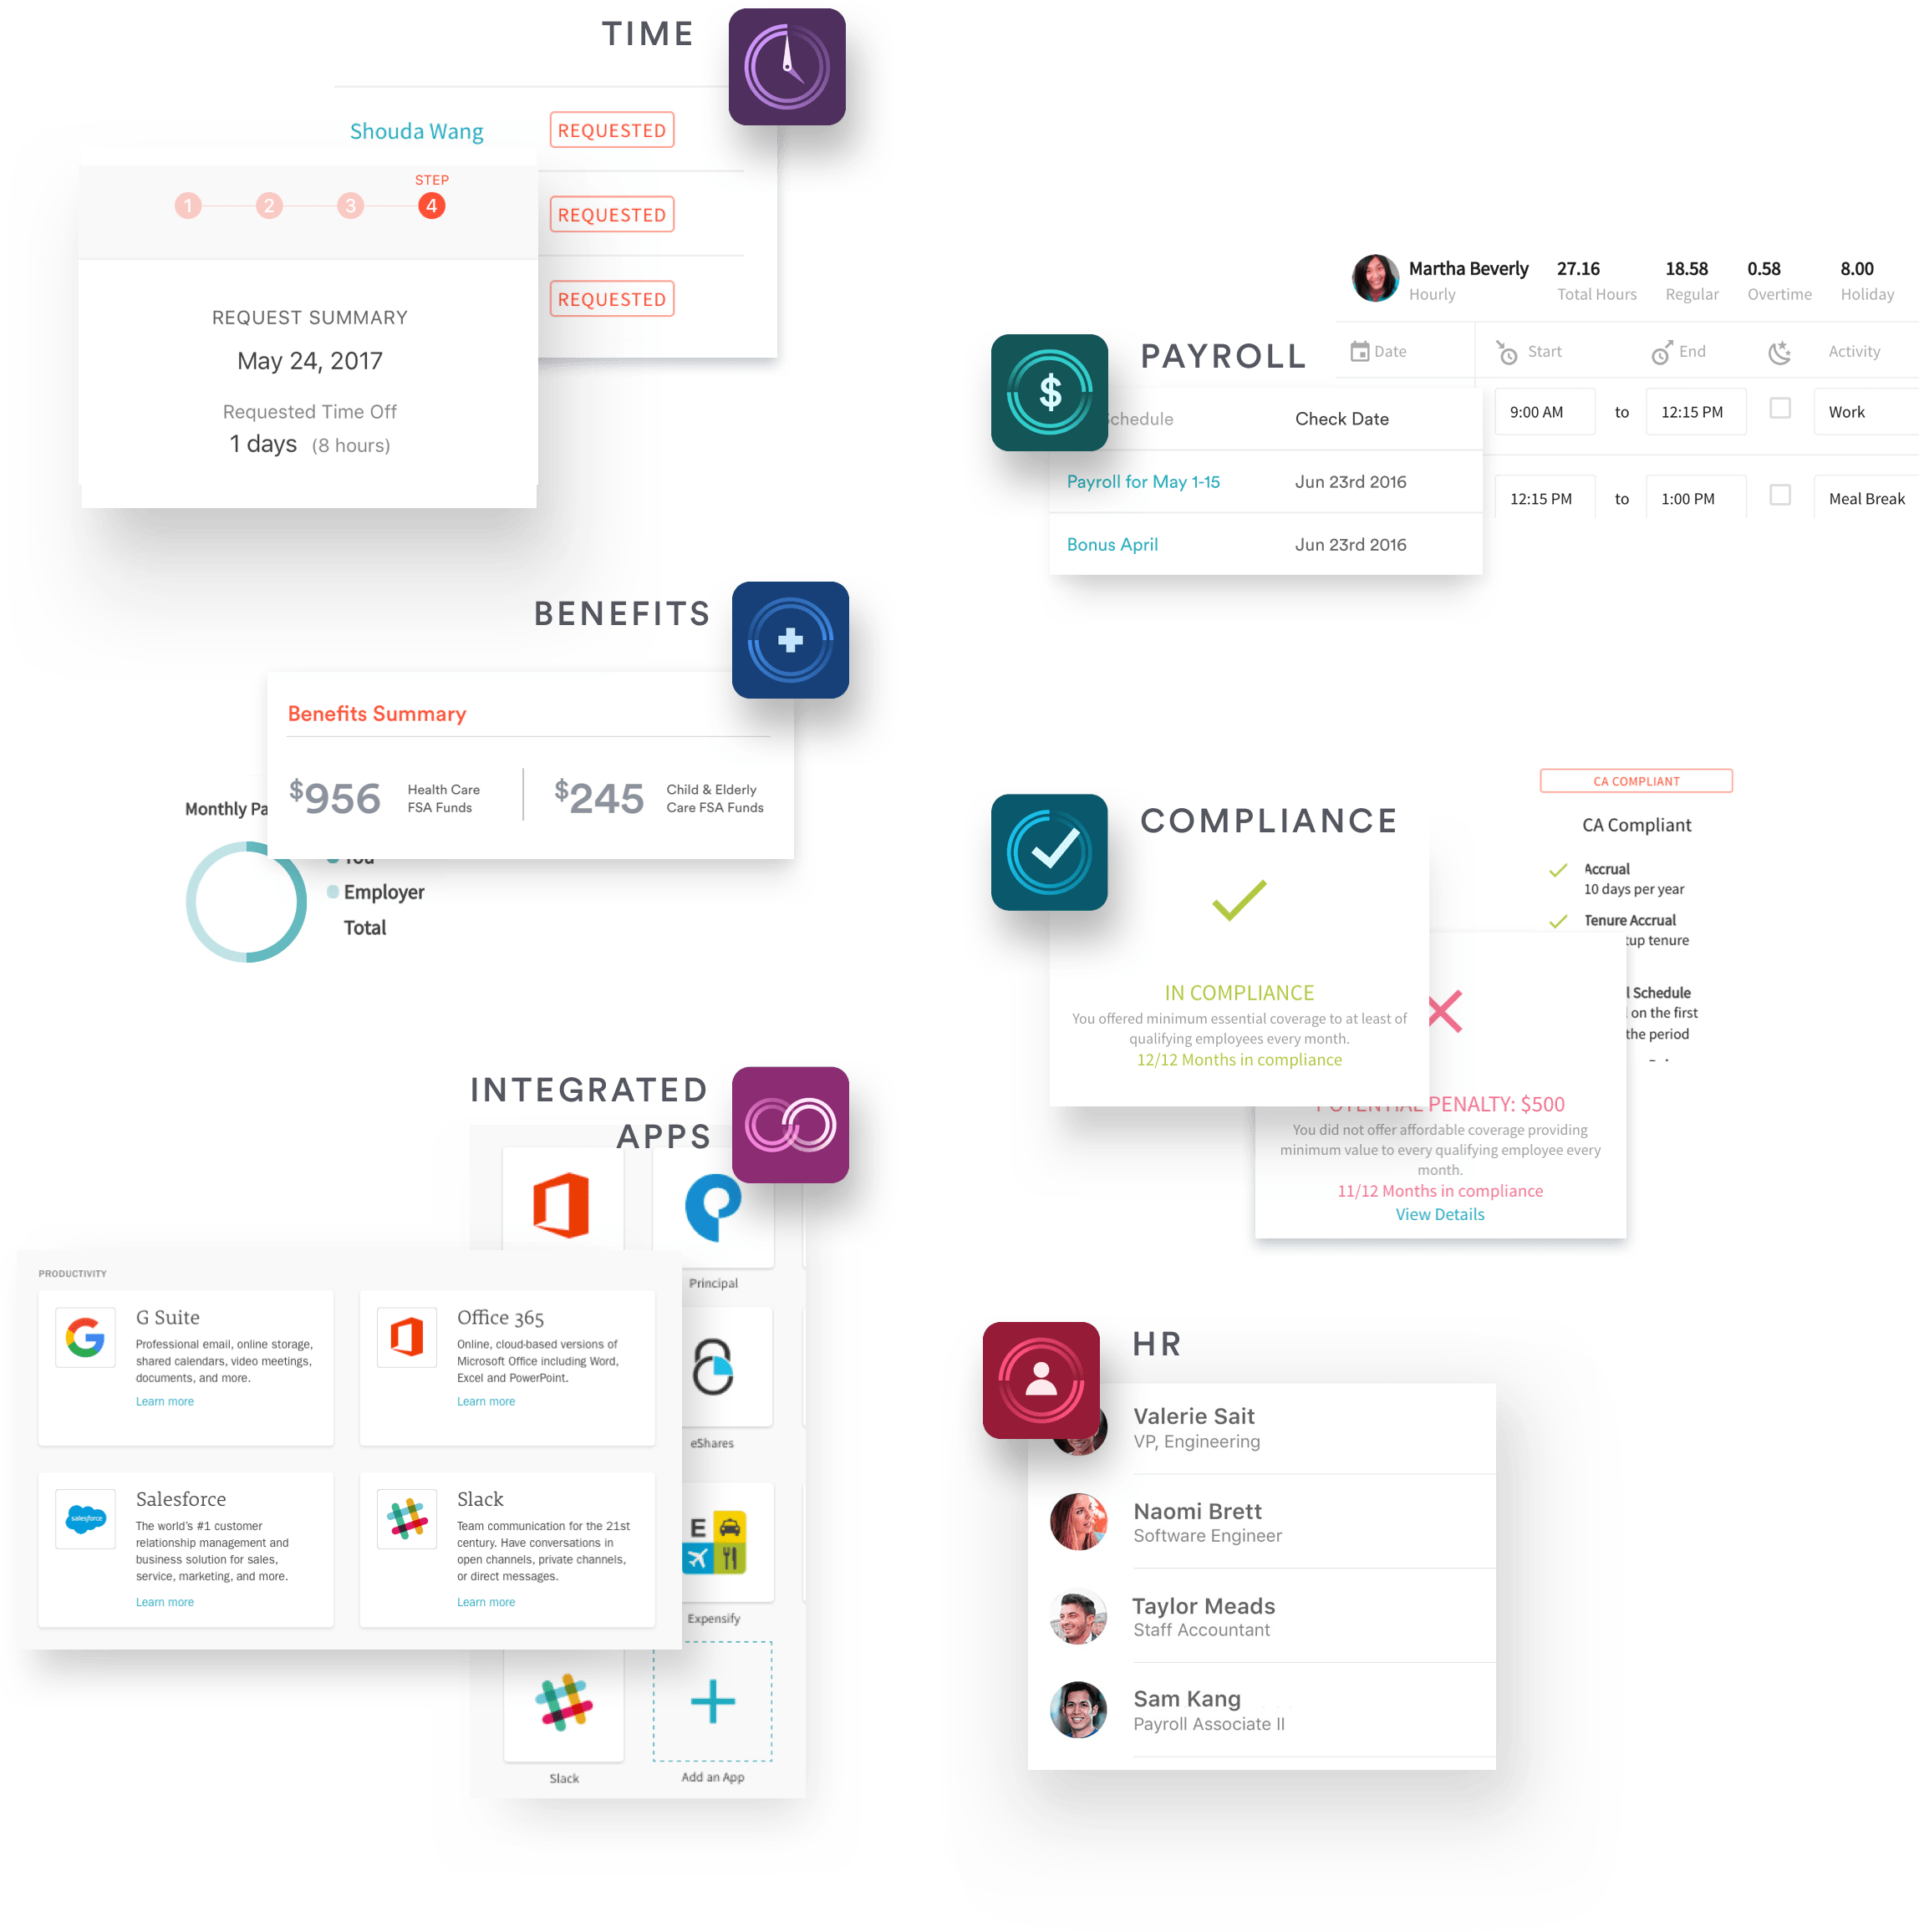 TIME
Shouda Wang
REQUESTED
REQUESTED
REQUESTED
STEP
1 2 3 4
REQUEST SUMMARY
May 24, 2017
Requested Time Off
1 days (8 hours)
Martha Beverly
Hourly
27.16
Total Hours
18.58
Regular
0.58
Overtime
8.00
Holiday
PAYROLL
Date
Start
End
Activity
9:00 AM to 12:15 PM Work
12:15 PM to 1:00 PM Meal Break
$
Check Date
Payroll for May 1-15 Jun 23rd 2016
Bonus April Jun 23rd 2016
BENEFITS
Benefits Summary
$956
Health Care
FSA Funds
$245
Child & Elderly
Care FSA Funds
Monthly
You
Employer
Total
COMPLIANCE
CA COMPLIANT
CA Compliant
Accrual
10 days per year
Tenure Accrual
tenure
Schedule
on the first
the period
IN COMPLIANCE
You offered minimum essential coverage to at least of
qualifying employees every month.
12/12 Months in compliance
POTENTIAL PENALTY: $500
You did not offer affordable coverage providing
minimum value to every qualifying employee every
month.
11/12 Months in compliance
View Details
INTEGRATED
APPS
Principal
eShares
E
Expensify
Slack
Add an App
PRODUCTIVITY
G Suite
Professional email, online storage,
shared calendars, video meetings,
documents, and more.
Learn more
Office 365
Online, cloud-based versions of
Microsoft Office including Word,
Excel and PowerPoint.
Learn more
salesforce
Salesforce
The world's #1 customer
relationship management and
business solution for sales,
service, marketing, and more.
Learn more
Slack
Team communication for the 21st
century. Have conversations in
open channels, private channels,
or direct messages.
Learn more
HR
Valerie Sait
VP, Engineering
Naomi Brett
Software Engineer
Taylor Meads
Staff Accountant
Sam Kang
Payroll Associate II